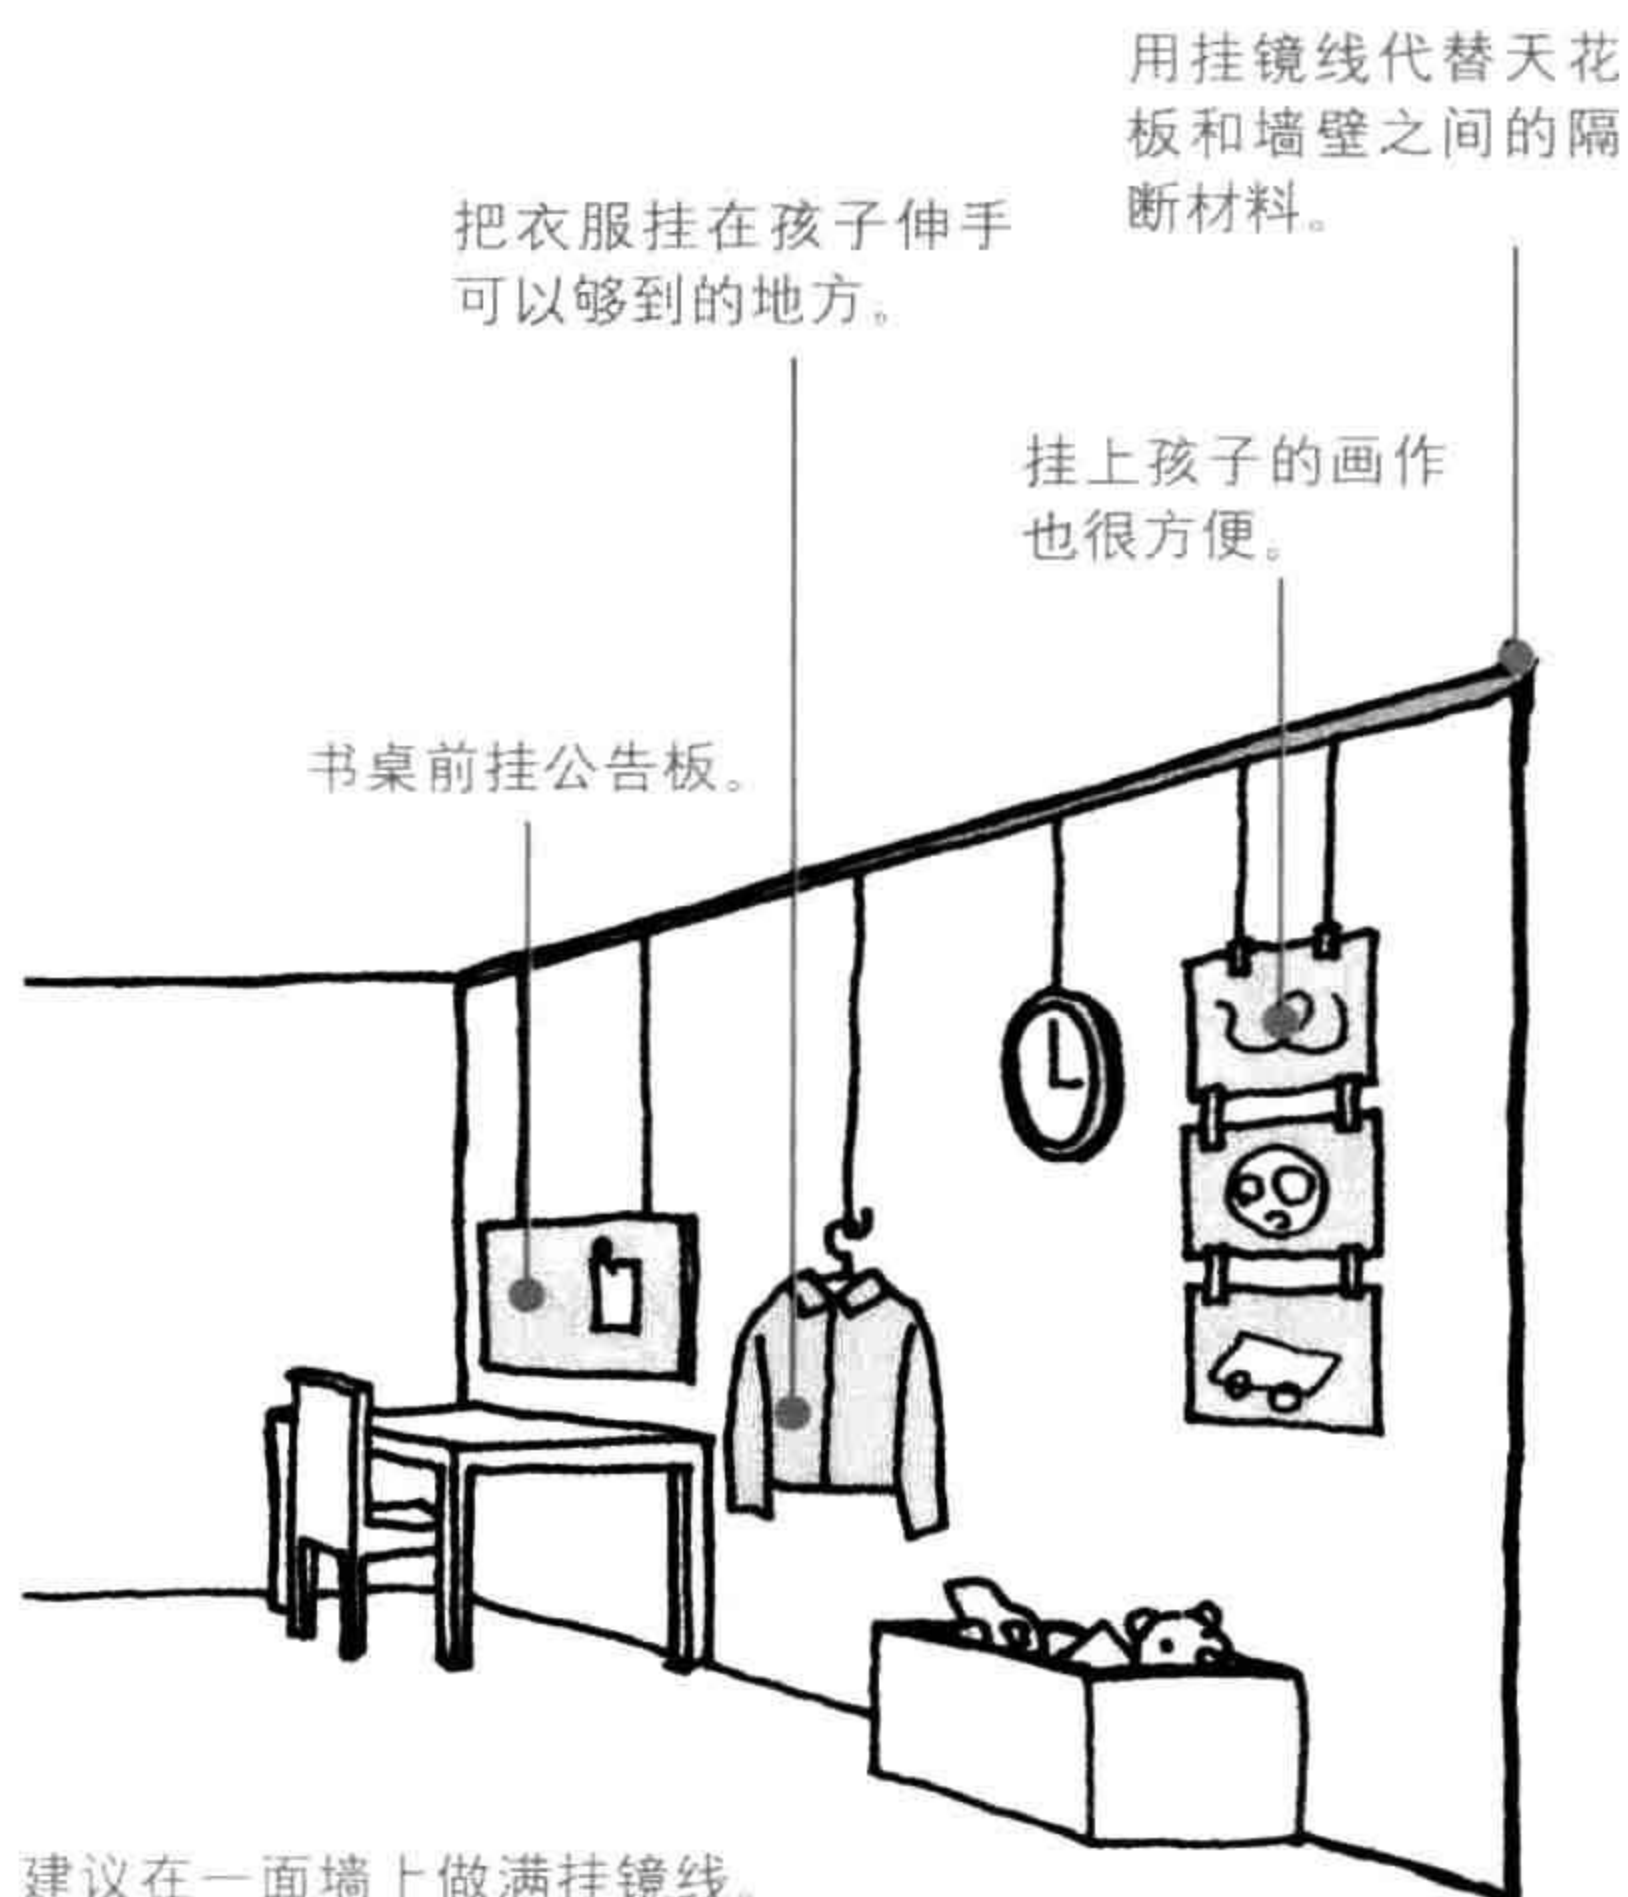 用挂镜线代替天花
板和墙壁之间的隔
断材料。
把衣服挂在孩子伸手
可以够到的地方。
挂上孩子的画作
也很方便。
书桌前挂公告板。
建议在一面墙上做满挂镜线。